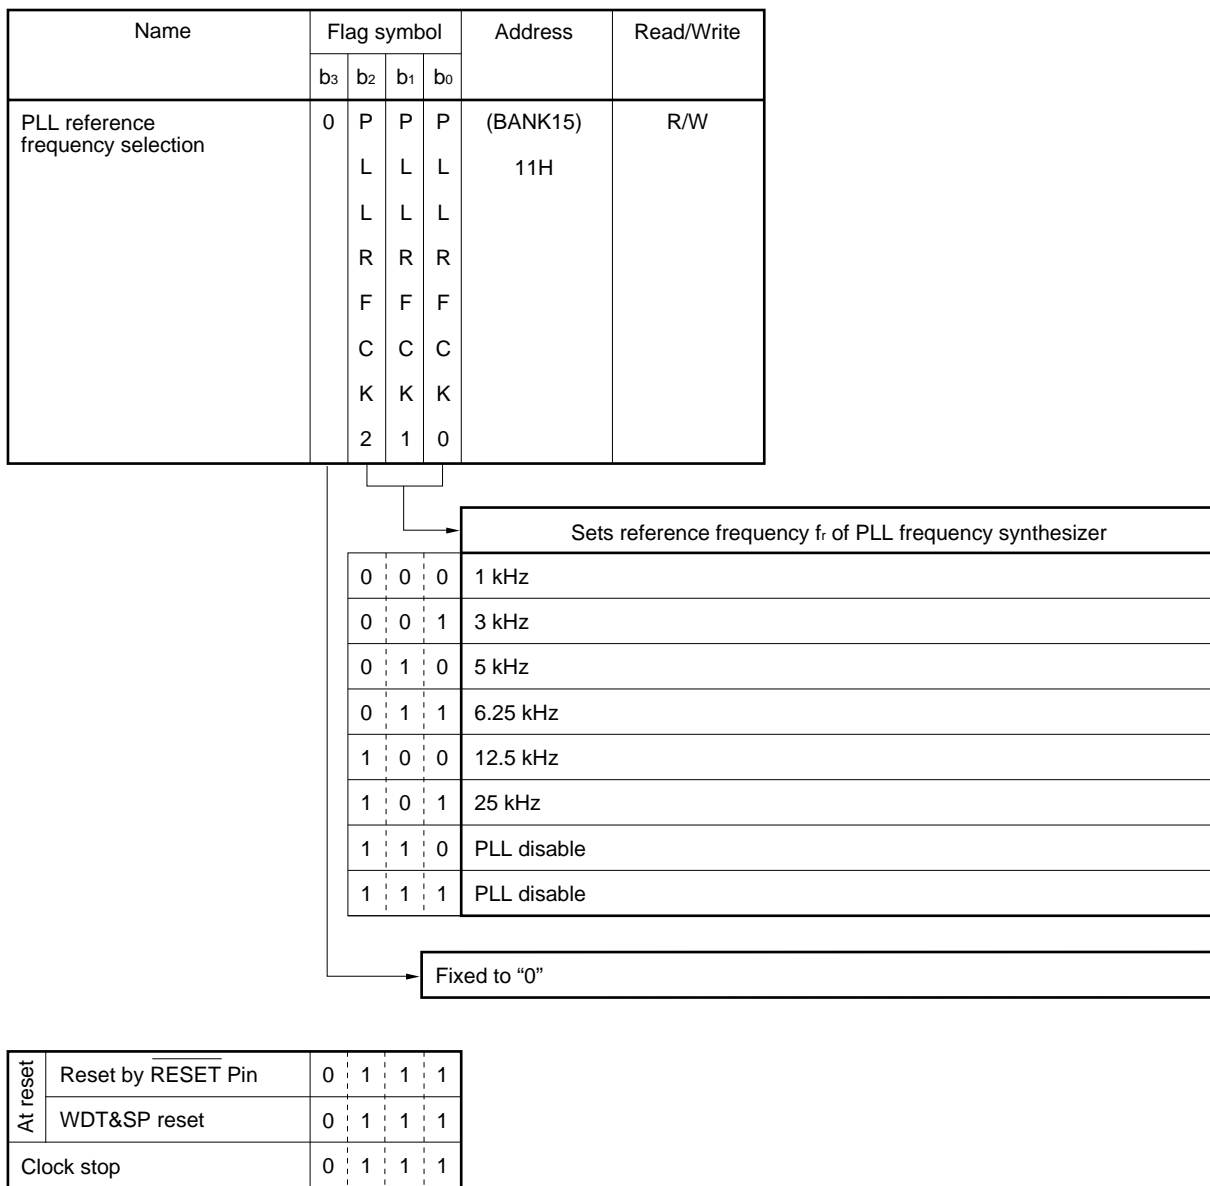 Name Flag symbol Address Read/Write
b3 b2 b1 b0
PLL reference
frequency selection
0 P P P (BANK15) R/W
L L L 11H
L L L
R R R
F F F
C C C
K K K
2 1 0
Sets reference frequency fr of PLL frequency synthesizer
0 0 0 1 kHz
0 0 1 3 kHz
0 1 0 5 kHz
0 1 1 6.25 kHz
1 0 0 12.5 kHz
1 0 1 25 kHz
1 1 0 PLL disable
1 1 1 PLL disable
Fixed to “0”
At reset
Reset by RESET Pin 0 1 1 1
WDT&SP reset 0 1 1 1
Clock stop 0 1 1 1